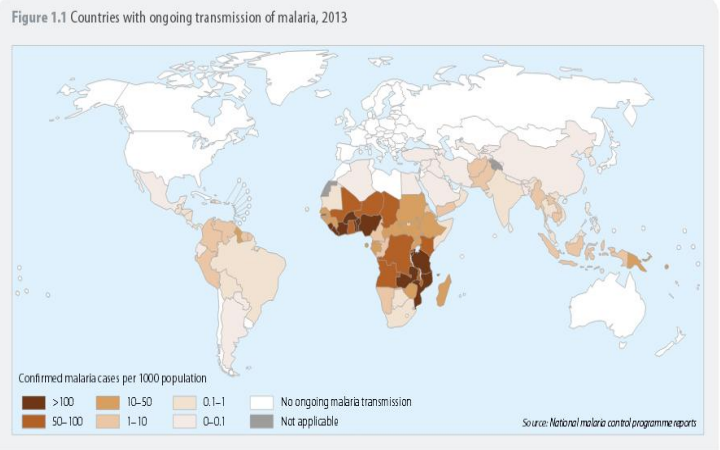 Figure 1.1 Countries with ongoing transmission of malaria, 2013
Confirmed malaria cases per 1000 population
>100 10–50 0.1–1 No ongoing malaria transmission
50–100 1–10 0–0.1 Not applicable
Source: National malaria control programme reports